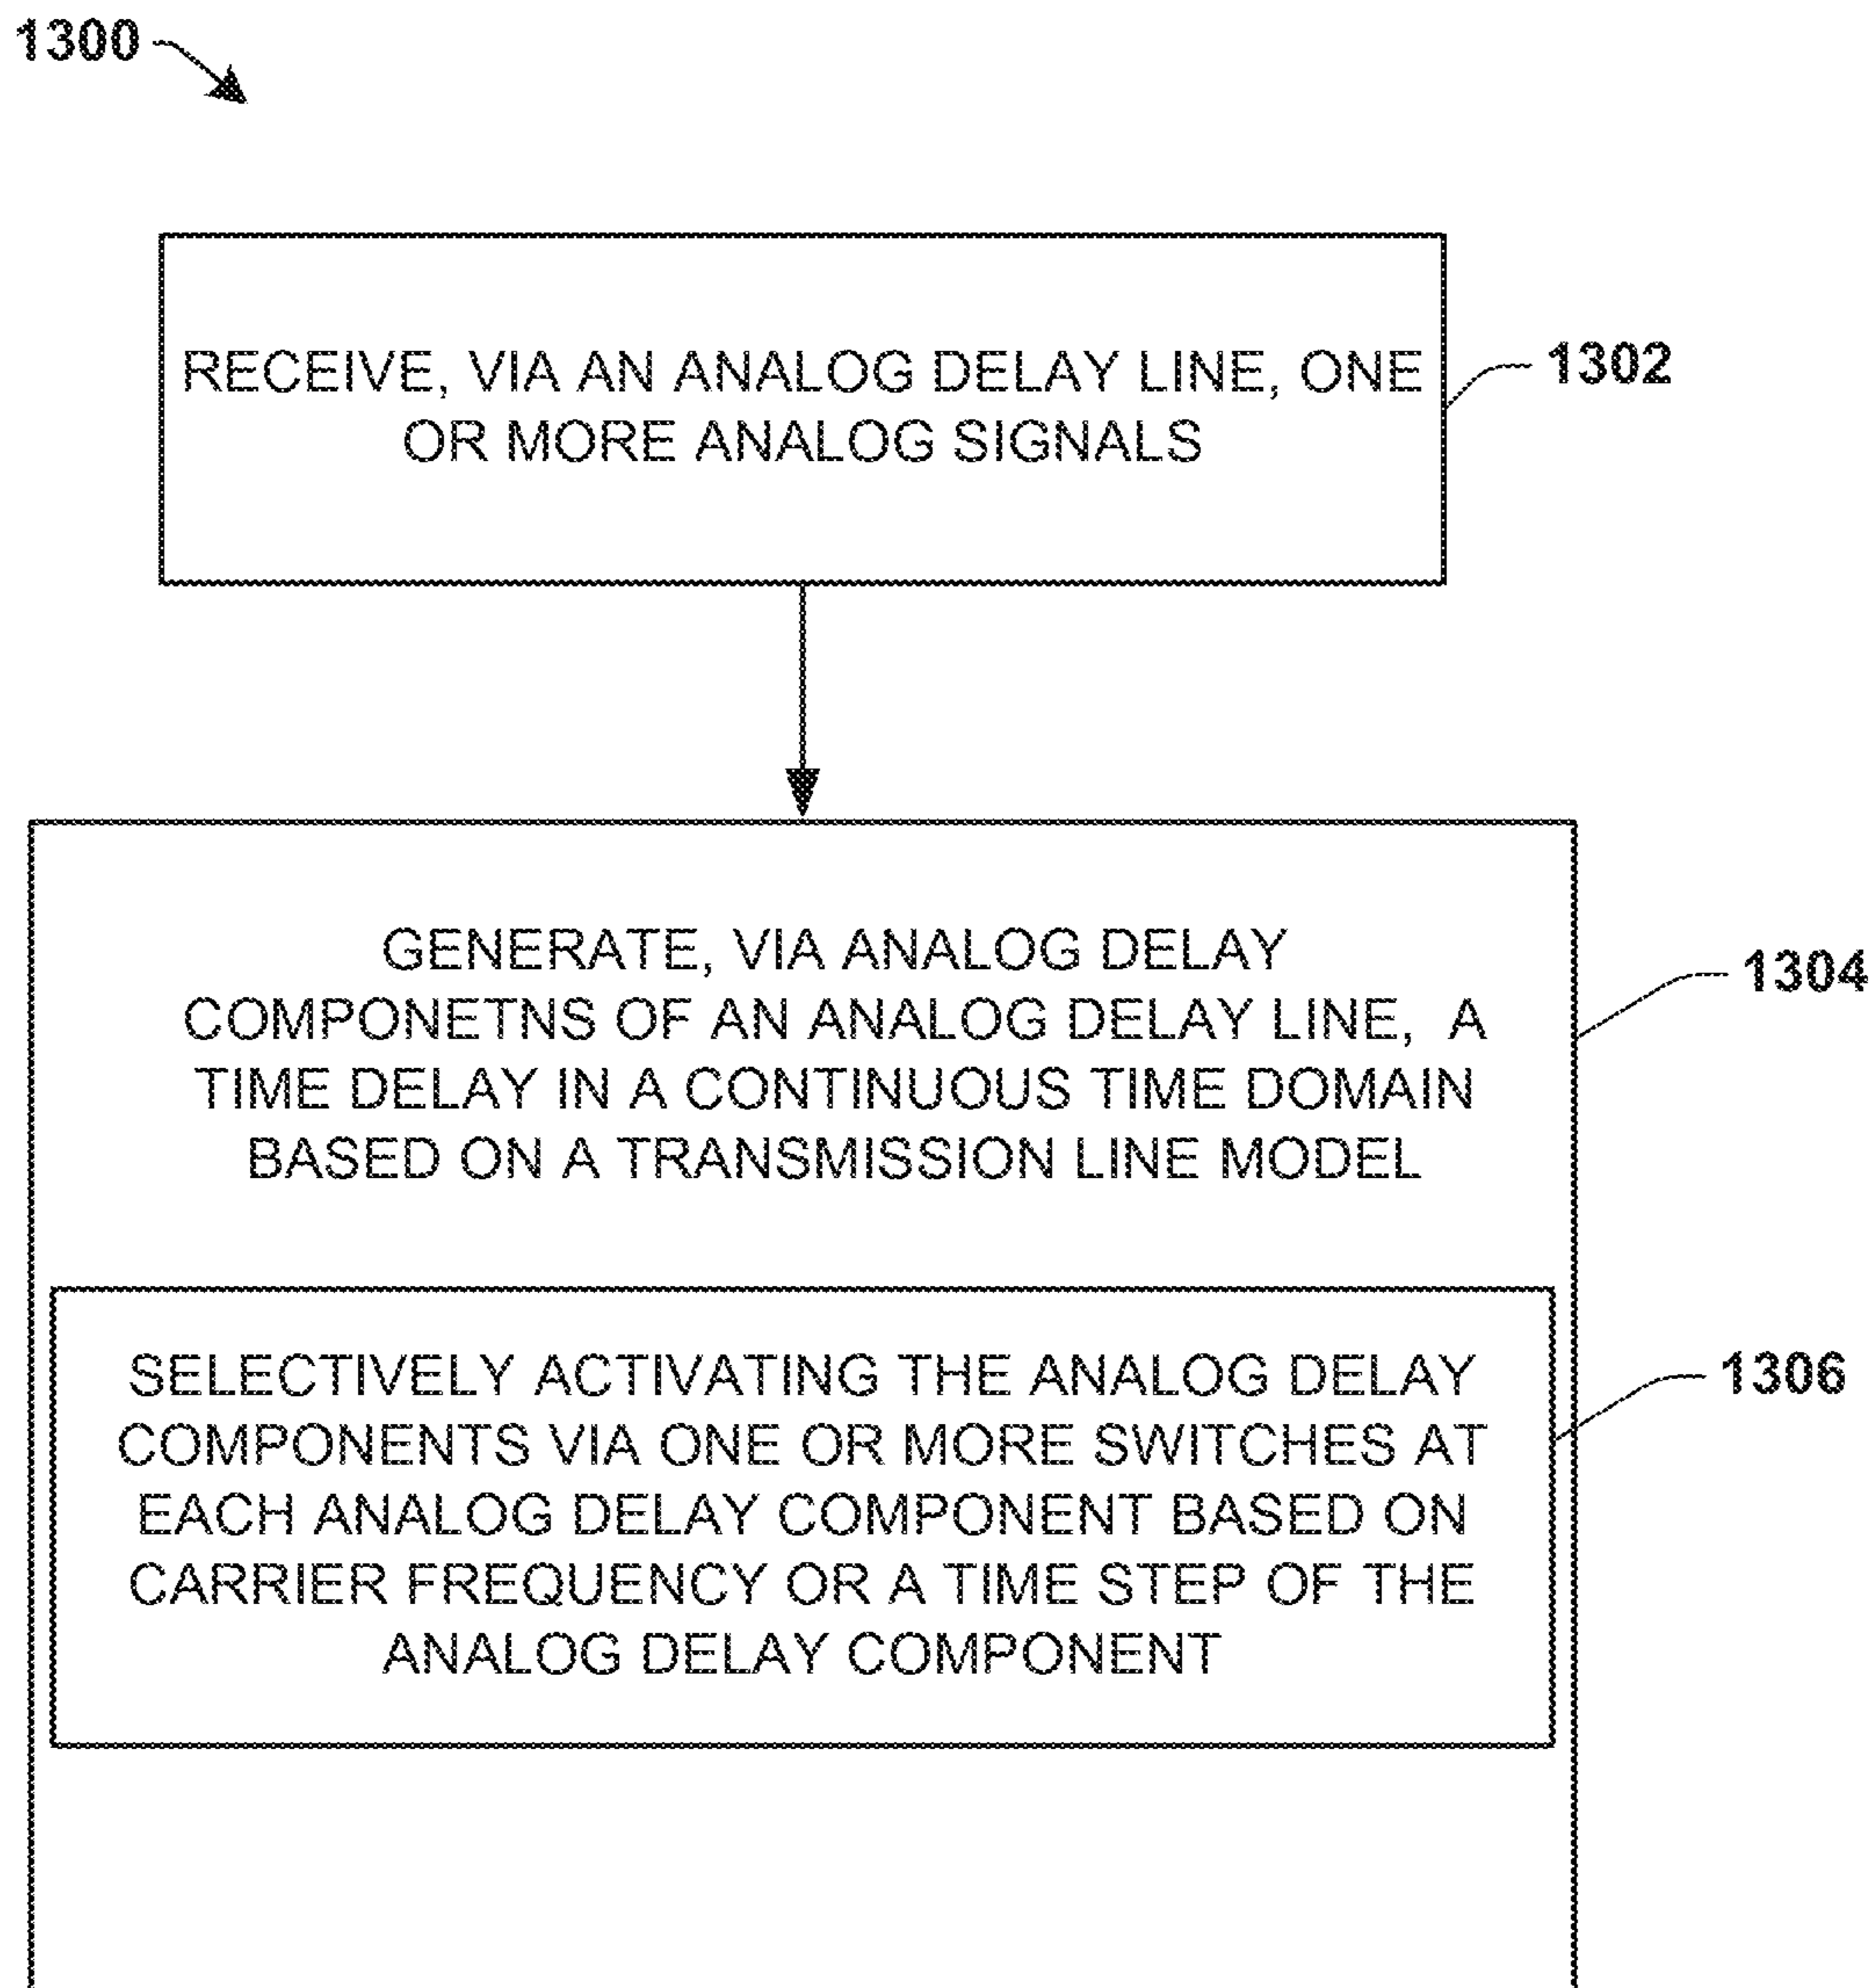 1300
RECEIVE, VIA AN ANALOG DELAY LINE, ONE
OR MORE ANALOG SIGNALS
1302
GENERATE, VIA ANALOG DELAY
COMPONETNS OF AN ANALOG DELAY LINE, A
TIME DELAY IN A CONTINUOUS TIME DOMAIN
BASED ON A TRANSMISSION LINE MODEL
1304
SELECTIVELY ACTIVATING THE ANALOG DELAY
COMPONENTS VIA ONE OR MORE SWITCHES AT
EACH ANALOG DELAY COMPONENT BASED ON
CARRIER FREQUENCY OR A TIME STEP OF THE
ANALOG DELAY COMPONENT
1306